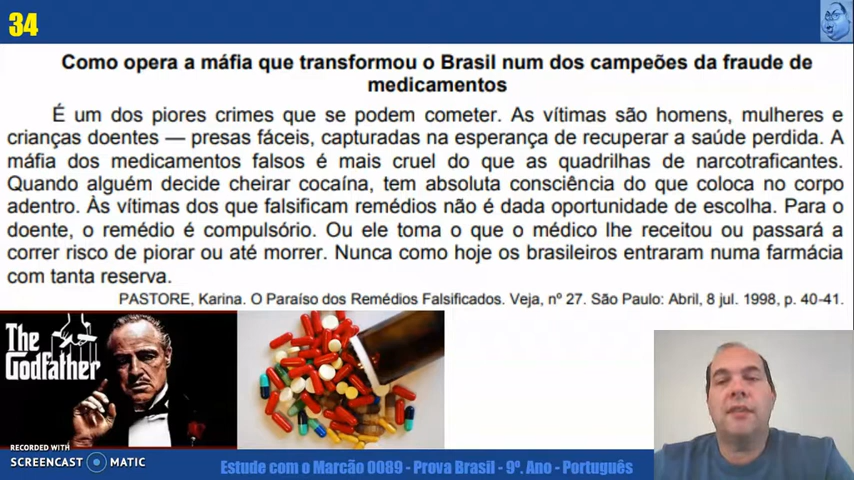 34
Como opera a máfia que transformou o Brasil num dos campeões da fraude de
medicamentos
É um dos piores crimes que se podem cometer. As vítimas são homens, mulheres e
crianças doentes — presas fáceis, capturadas na esperança de recuperar a saúde perdida. A
máfia dos medicamentos falsos é mais cruel do que as quadrilhas de narcotraficantes.
Quando alguém decide cheirar cocaína, tem absoluta consciência do que coloca no corpo
adentro. Às vítimas dos que falsificam remédios não é dada oportunidade de escolha. Para o
doente, o remédio é compulsório. Ou ele toma o que o médico lhe receitou ou passará a
correr risco de piorar ou até morrer. Nunca como hoje os brasileiros entraram numa farmácia
com tanta reserva.
PASTORE, Karina. O Paraíso dos Remédios Falsificados. Veja, nº 27. São Paulo: Abril, 8 jul. 1998, p. 40-41.
The
Godfather
RECORDED WITH
SCREENCAST MATIC
Estude com o Marcão 0089 - Prova Brasil - 9º. Ano - Português